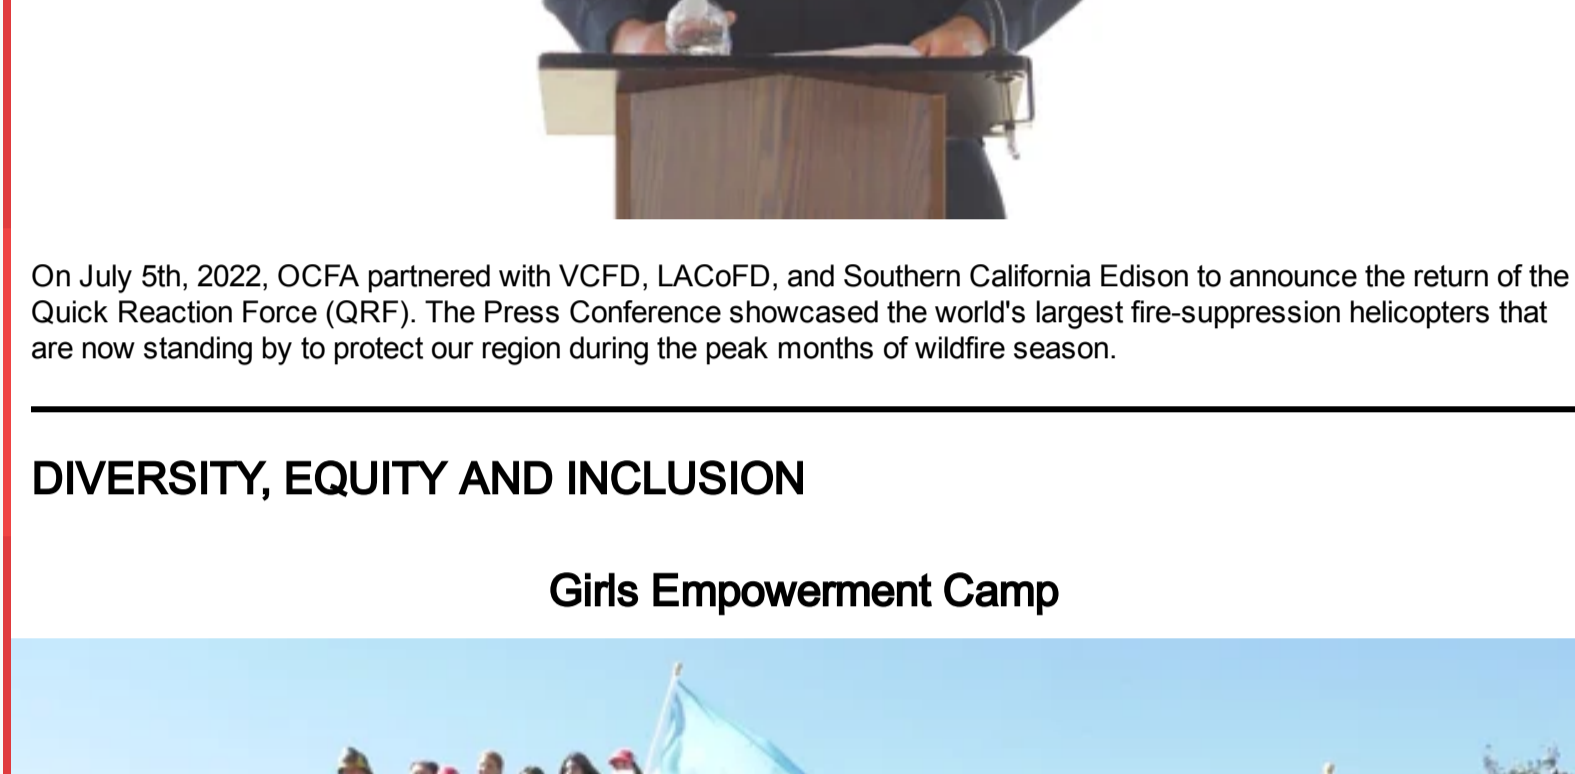 On July 5th, 2022, OCFA partnered with VCFD, LACoFD, and Southern California Edison to announce the return of the
Quick Reaction Force (QRF). The Press Conference showcased the world's largest fire-suppression helicopters that
are now standing by to protect our region during the peak months of wildfire season.
DIVERSITY, EQUITY AND INCLUSION
Girls Empowerment Camp